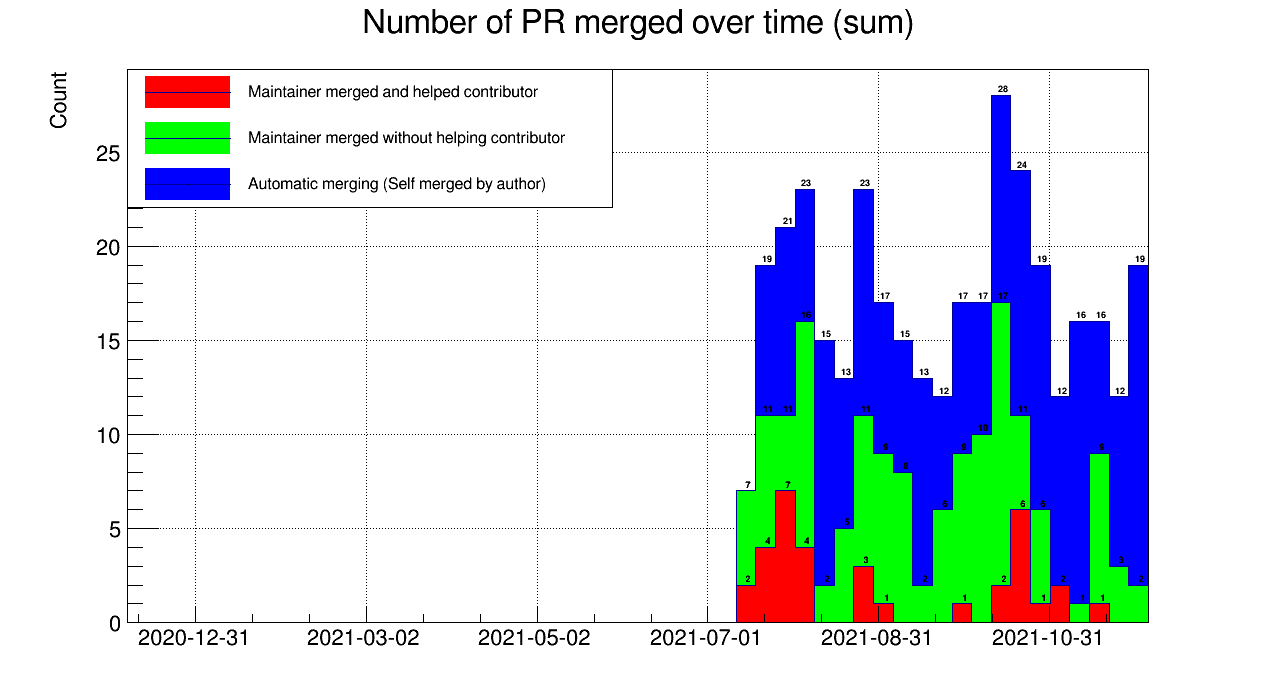 Number of PR merged over time (sum)
Count
Maintainer merged and helped contributor
Maintainer merged without helping contributor
Automatic merging (Self merged by author)
25
20
15
10
5
0
28
24
23 23
21
19 19 19
17 17 17 17
16 16 16
15 15
13 13
12 12 12
11 11 11 11
10
9 9 9
8
7 7
6 6 6
5
4 4
3 3
2 2 2 2 2 2
1 1 1 1 1
2020-12-31 2021-03-02 2021-05-02 2021-07-01 2021-08-31 2021-10-31